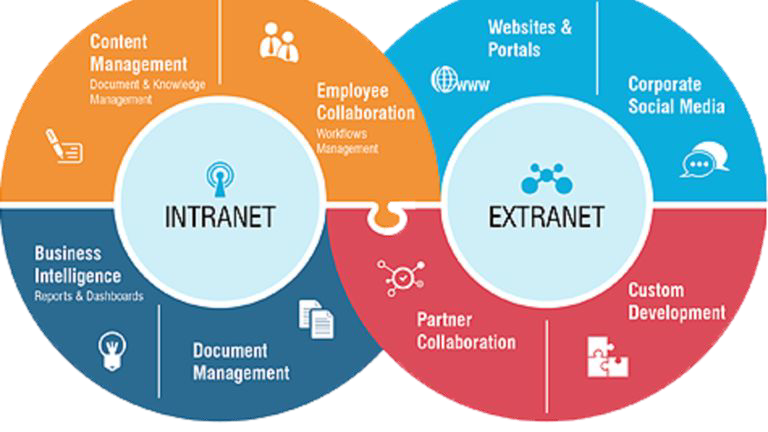 Content
Management
Document & Knowledge
Management
Employee
Collaboration
Workflows
Management
INTRANET
Business
Intelligence
Reports & Dashboards
Document
Management
Websites &
Portals
www
Corporate
Social Media
EXTRANET
Partner
Collaboration
Custom
Development